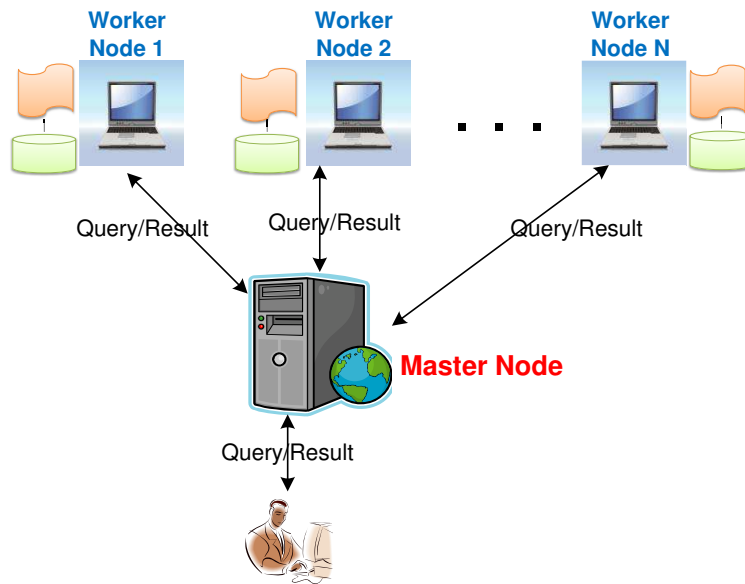 Worker
Node 1
Worker
Node 2
Worker
Node N
. . .
Query/Result
Query/Result
Query/Result
Master Node
Query/Result